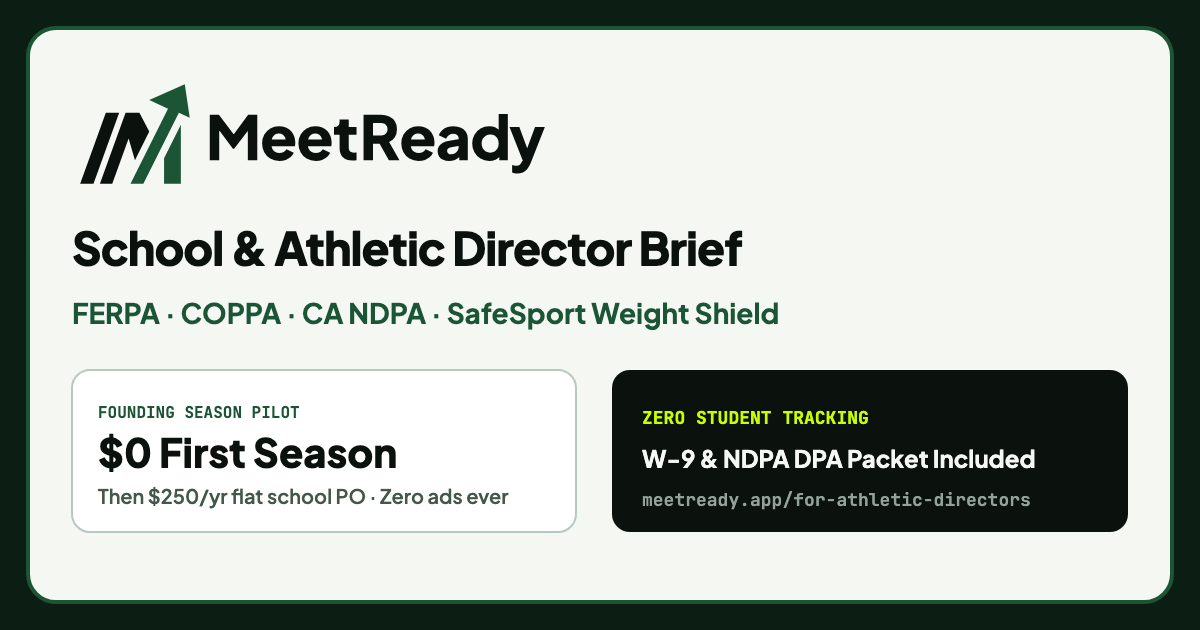 MeetReady
School & Athletic Director Brief
FERPA · COPPA · CA NDPA · SafeSport Weight Shield
FOUNDING SEASON PILOT
$0 First Season
Then $250/yr flat school PO · Zero ads ever
ZERO STUDENT TRACKING
W-9 & NDPA DPA Packet Included
meetready.app/for-athletic-directors